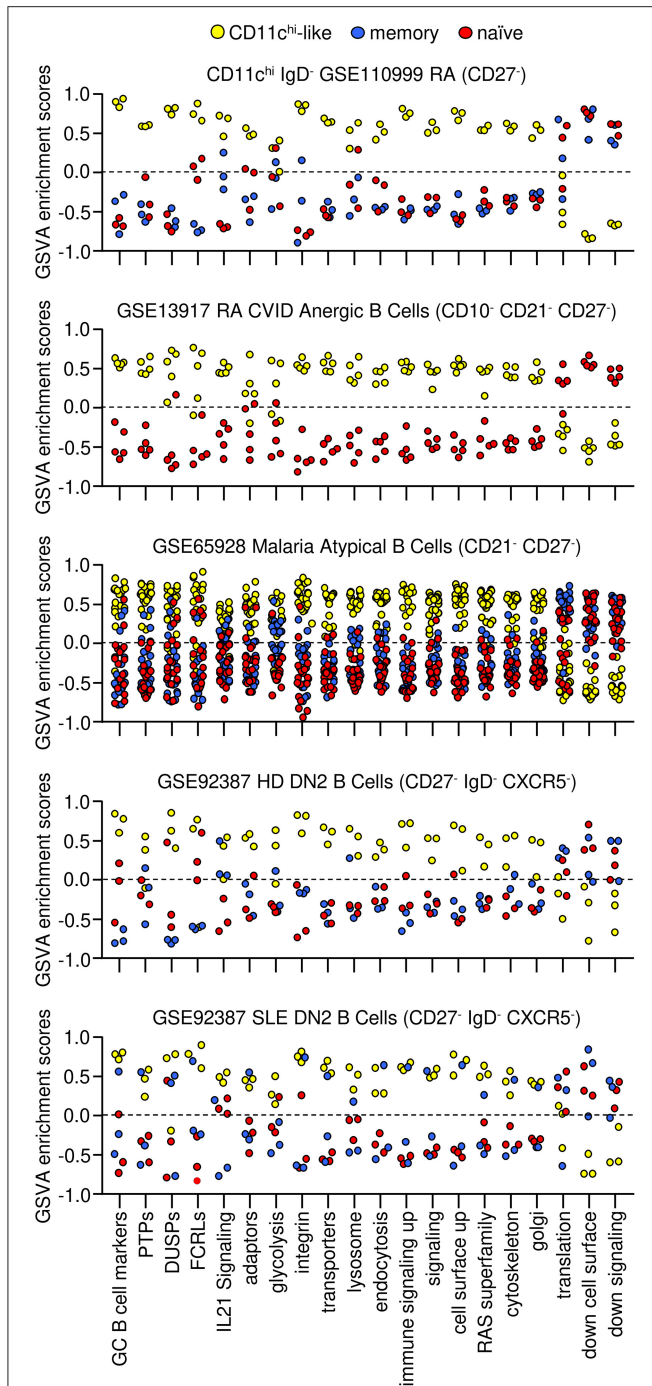 CD11cʰⁱ-like memory naïve
CD11cʰⁱ IgD⁻ GSE110999 RA (CD27⁻)
GSVA enrichment scores
1.0
0.5
0.0
-0.5
-1.0
GSE13917 RA CVID Anergic B Cells (CD10⁻ CD21⁻ CD27⁻)
GSVA enrichment scores
1.0
0.5
0.0
-0.5
-1.0
GSE65928 Malaria Atypical B Cells (CD21⁻ CD27⁻)
GSVA enrichment scores
1.0
0.5
0.0
-0.5
-1.0
GSE92387 HD DN2 B Cells (CD27⁻ IgD⁻ CXCR5⁻)
GSVA enrichment scores
1.0
0.5
0.0
-0.5
-1.0
GSE92387 SLE DN2 B Cells (CD27⁻ IgD⁻ CXCR5⁻)
GSVA enrichment scores
1.0
0.5
0.0
-0.5
-1.0
GC B cell markers
PTPs
DUSPs
FCRLs
IL21 Signaling
adaptors
glycolysis
integrin
transporters
lysosome
endocytosis
immune signaling up
signaling
cell surface up
RAS superfamily
cytoskeleton
golgi
translation
down cell surface
down signaling